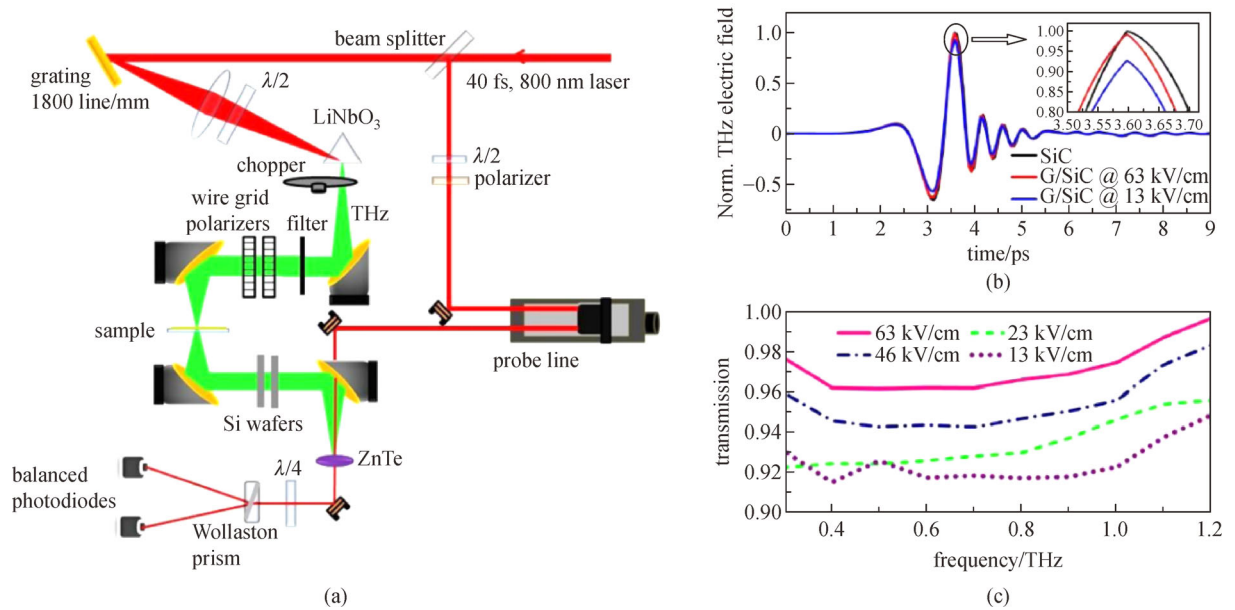 beam splitter
grating
1800 line/mm
λ/2
40 fs, 800 nm laser
LiNbO3
chopper
λ/2
polarizer
wire grid
polarizers
filter
THz
sample
probe line
Si wafers
ZnTe
λ/4
balanced
photodiodes
Wollaston
prism
(a)
Norm. THz electric field
1.0
0.5
0
−0.5
0 1 2 3 4 5 6 7 8 9
time/ps
1.00
0.95
0.90
0.85
0.80
3.50 3.55 3.60 3.65 3.70
SiC
G/SiC @ 63 kV/cm
G/SiC @ 13 kV/cm
(b)
transmission
1.00
0.98
0.96
0.94
0.92
0.90
63 kV/cm 23 kV/cm
46 kV/cm 13 kV/cm
0.4 0.6 0.8 1.0 1.2
frequency/THz
(c)